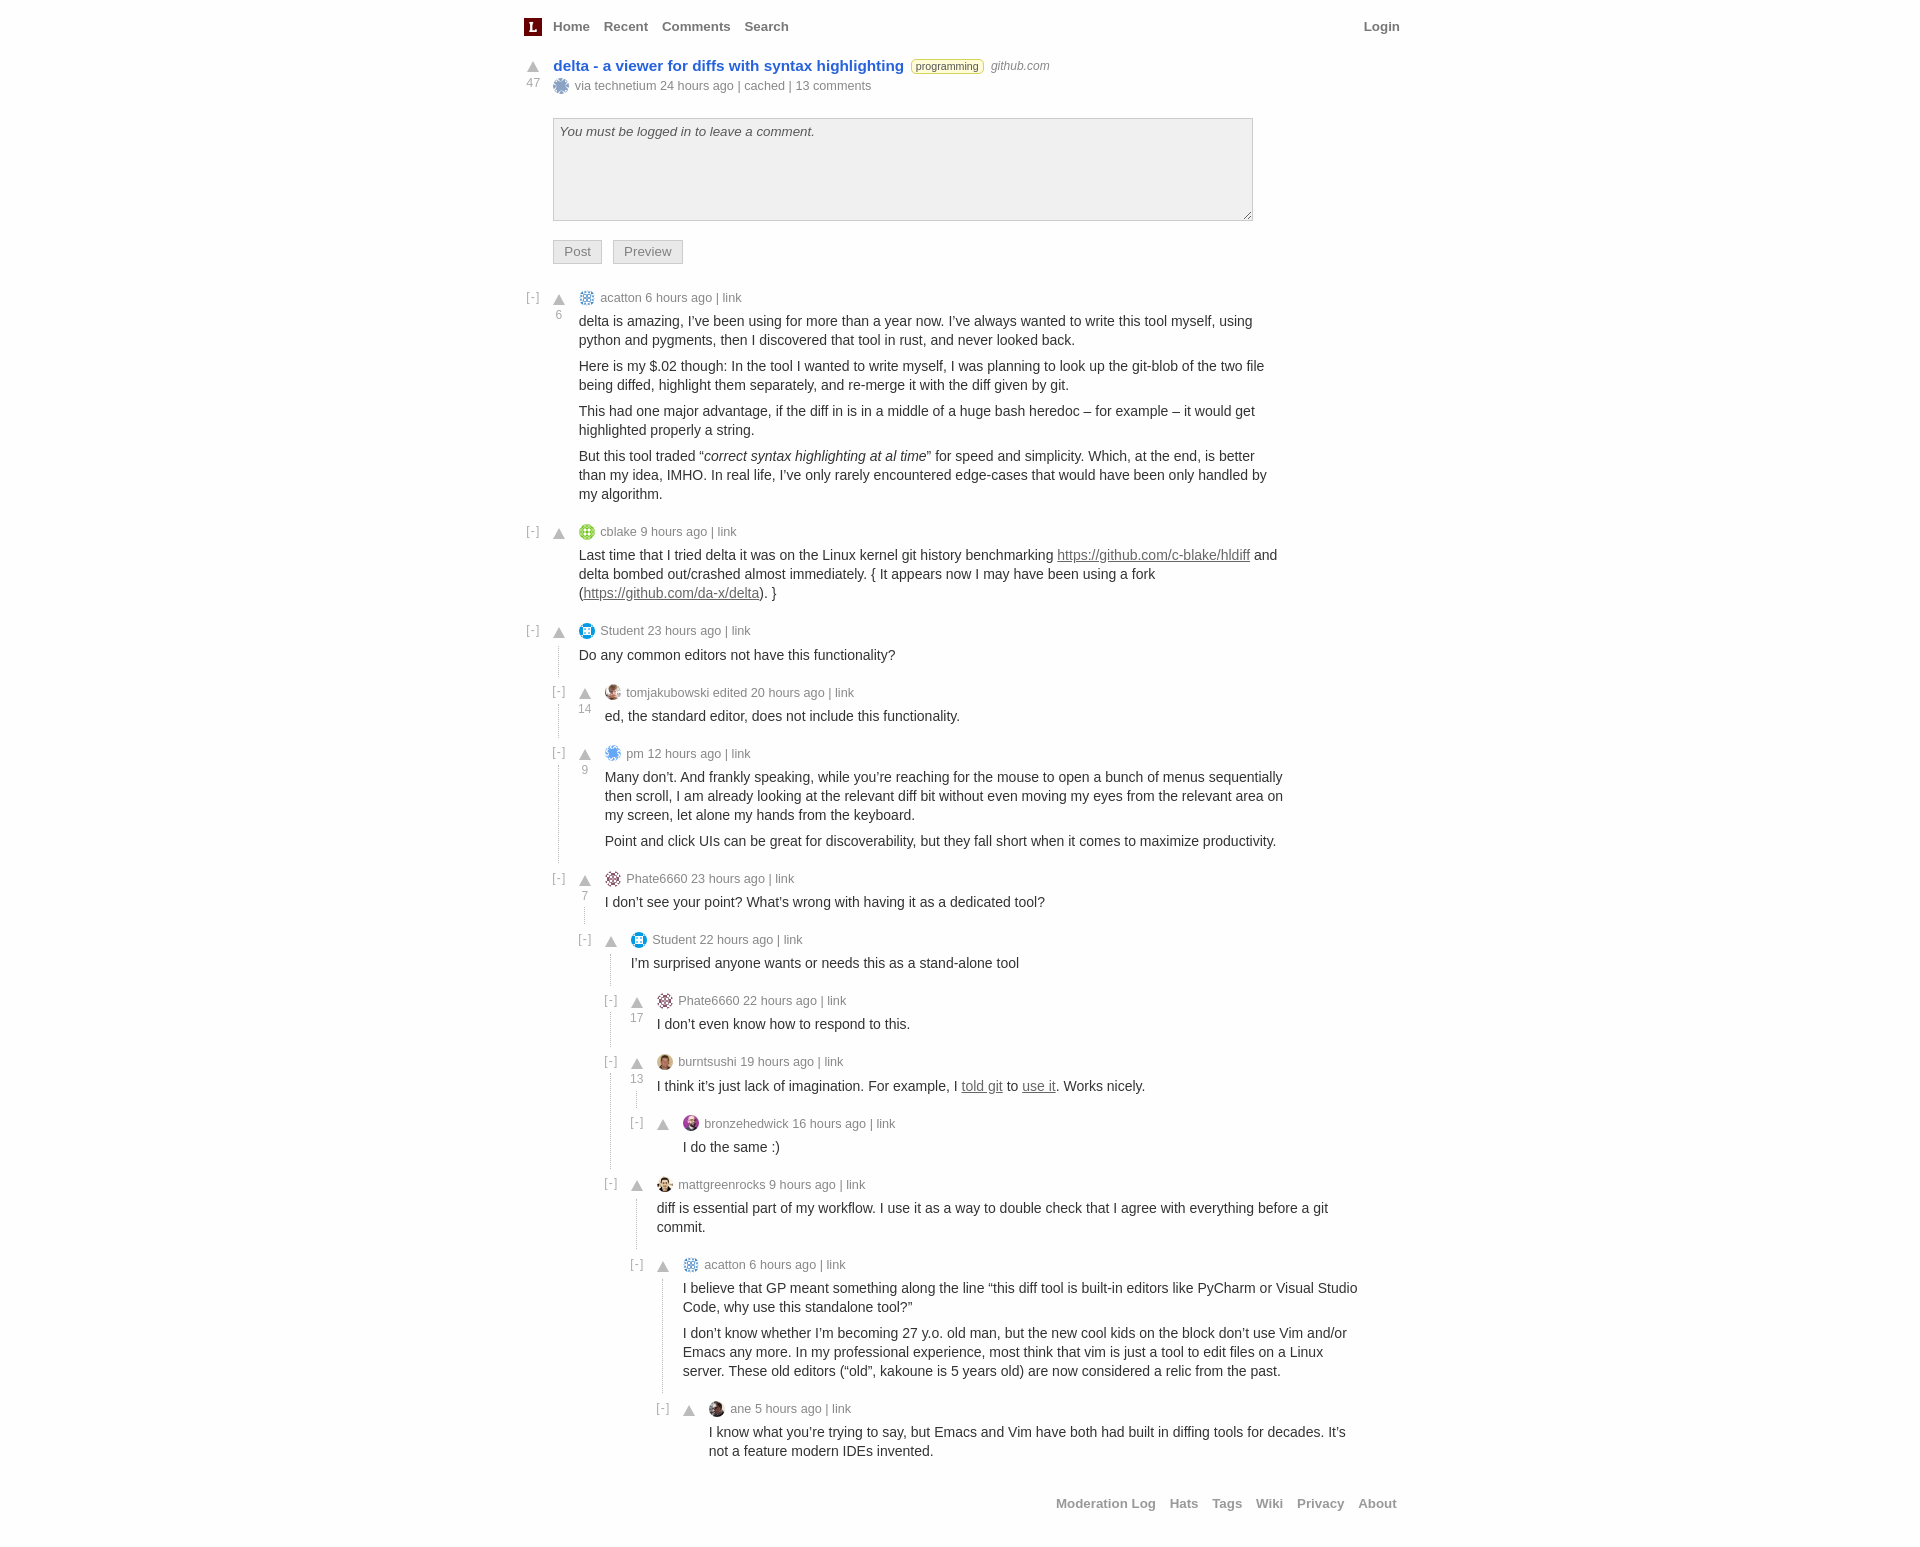 L Home Recent Comments Search Login
delta - a viewer for diffs with syntax highlighting programming github.com
47
via technetium 24 hours ago | cached | 13 comments
You must be logged in to leave a comment.
Post Preview
[-] acatton 6 hours ago | link
6
delta is amazing, I’ve been using for more than a year now. I’ve always wanted to write this tool myself, using
python and pygments, then I discovered that tool in rust, and never looked back.
Here is my $.02 though: In the tool I wanted to write myself, I was planning to look up the git-blob of the two file
being diffed, highlight them separately, and re-merge it with the diff given by git.
This had one major advantage, if the diff in is in a middle of a huge bash heredoc – for example – it would get
highlighted properly a string.
But this tool traded “correct syntax highlighting at al time” for speed and simplicity. Which, at the end, is better
than my idea, IMHO. In real life, I’ve only rarely encountered edge-cases that would have been only handled by
my algorithm.
[-] cblake 9 hours ago | link
Last time that I tried delta it was on the Linux kernel git history benchmarking https://github.com/c-blake/hldiff and
delta bombed out/crashed almost immediately. { It appears now I may have been using a fork
(https://github.com/da-x/delta). }
[-] Student 23 hours ago | link
Do any common editors not have this functionality?
[-] tomjakubowski edited 20 hours ago | link
14
ed, the standard editor, does not include this functionality.
[-] pm 12 hours ago | link
9
Many don’t. And frankly speaking, while you’re reaching for the mouse to open a bunch of menus sequentially
then scroll, I am already looking at the relevant diff bit without even moving my eyes from the relevant area on
my screen, let alone my hands from the keyboard.
Point and click UIs can be great for discoverability, but they fall short when it comes to maximize productivity.
[-] Phate6660 23 hours ago | link
7
I don’t see your point? What’s wrong with having it as a dedicated tool?
[-] Student 22 hours ago | link
I’m surprised anyone wants or needs this as a stand-alone tool
[-] Phate6660 22 hours ago | link
17
I don’t even know how to respond to this.
[-] burntsushi 19 hours ago | link
13
I think it’s just lack of imagination. For example, I told git to use it. Works nicely.
[-] bronzehedwick 16 hours ago | link
I do the same :)
[-] mattgreenrocks 9 hours ago | link
diff is essential part of my workflow. I use it as a way to double check that I agree with everything before a git
commit.
[-] acatton 6 hours ago | link
I believe that GP meant something along the line “this diff tool is built-in editors like PyCharm or Visual Studio
Code, why use this standalone tool?”
I don’t know whether I’m becoming 27 y.o. old man, but the new cool kids on the block don’t use Vim and/or
Emacs any more. In my professional experience, most think that vim is just a tool to edit files on a Linux
server. These old editors (“old”, kakoune is 5 years old) are now considered a relic from the past.
[-] ane 5 hours ago | link
I know what you’re trying to say, but Emacs and Vim have both had built in diffing tools for decades. It’s
not a feature modern IDEs invented.
Moderation Log Hats Tags Wiki Privacy About